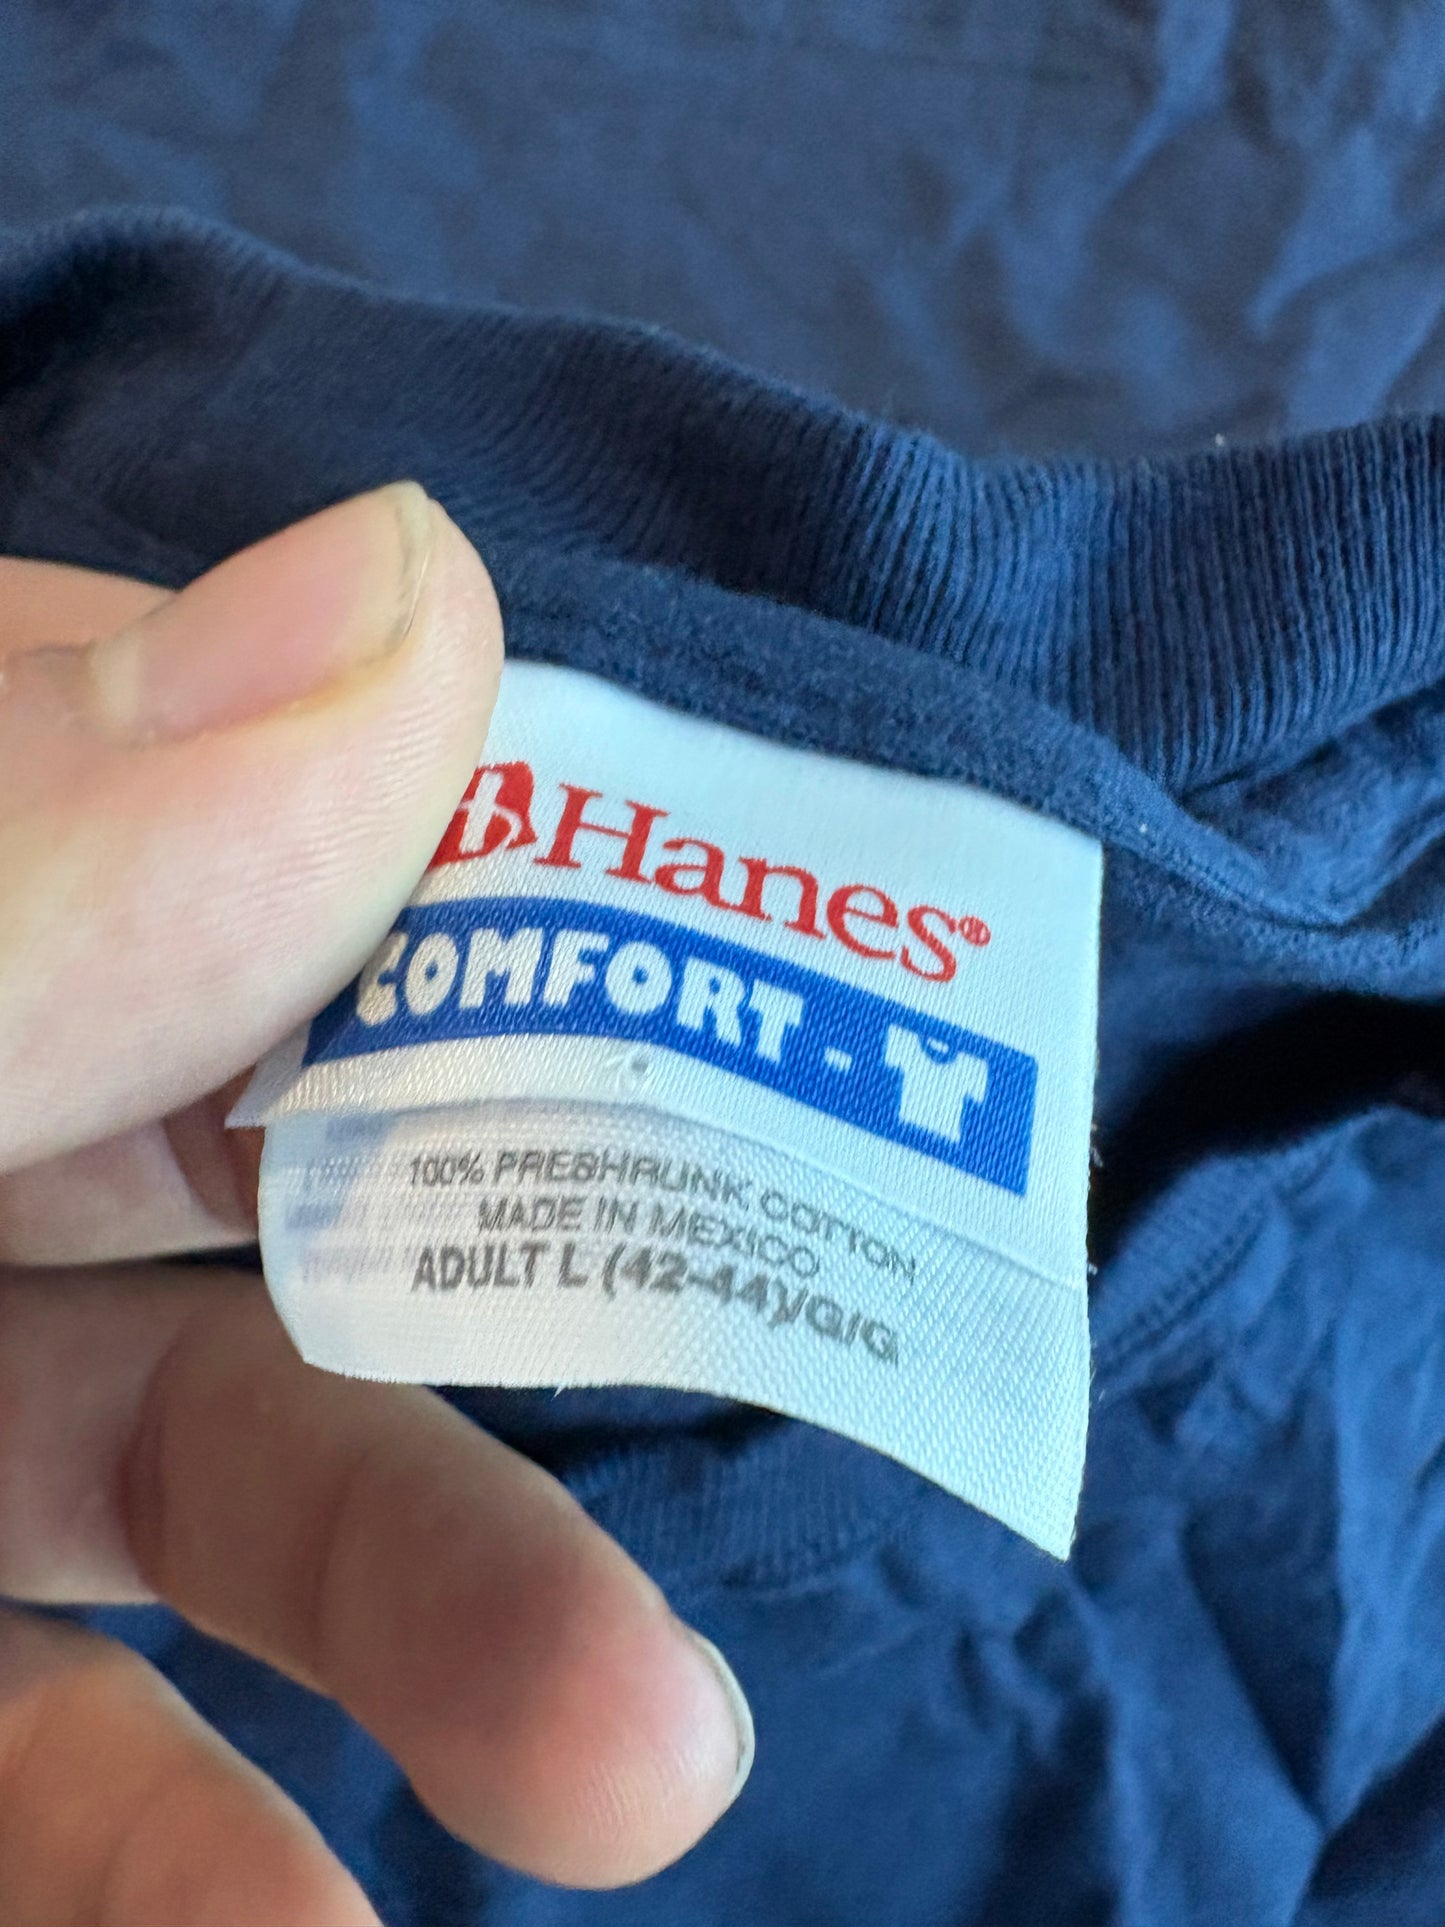 Hanes®
COMFORT-
100% PRESHRUNK COTTON
MADE IN MEXICO
ADULT L (42-44)/G/G